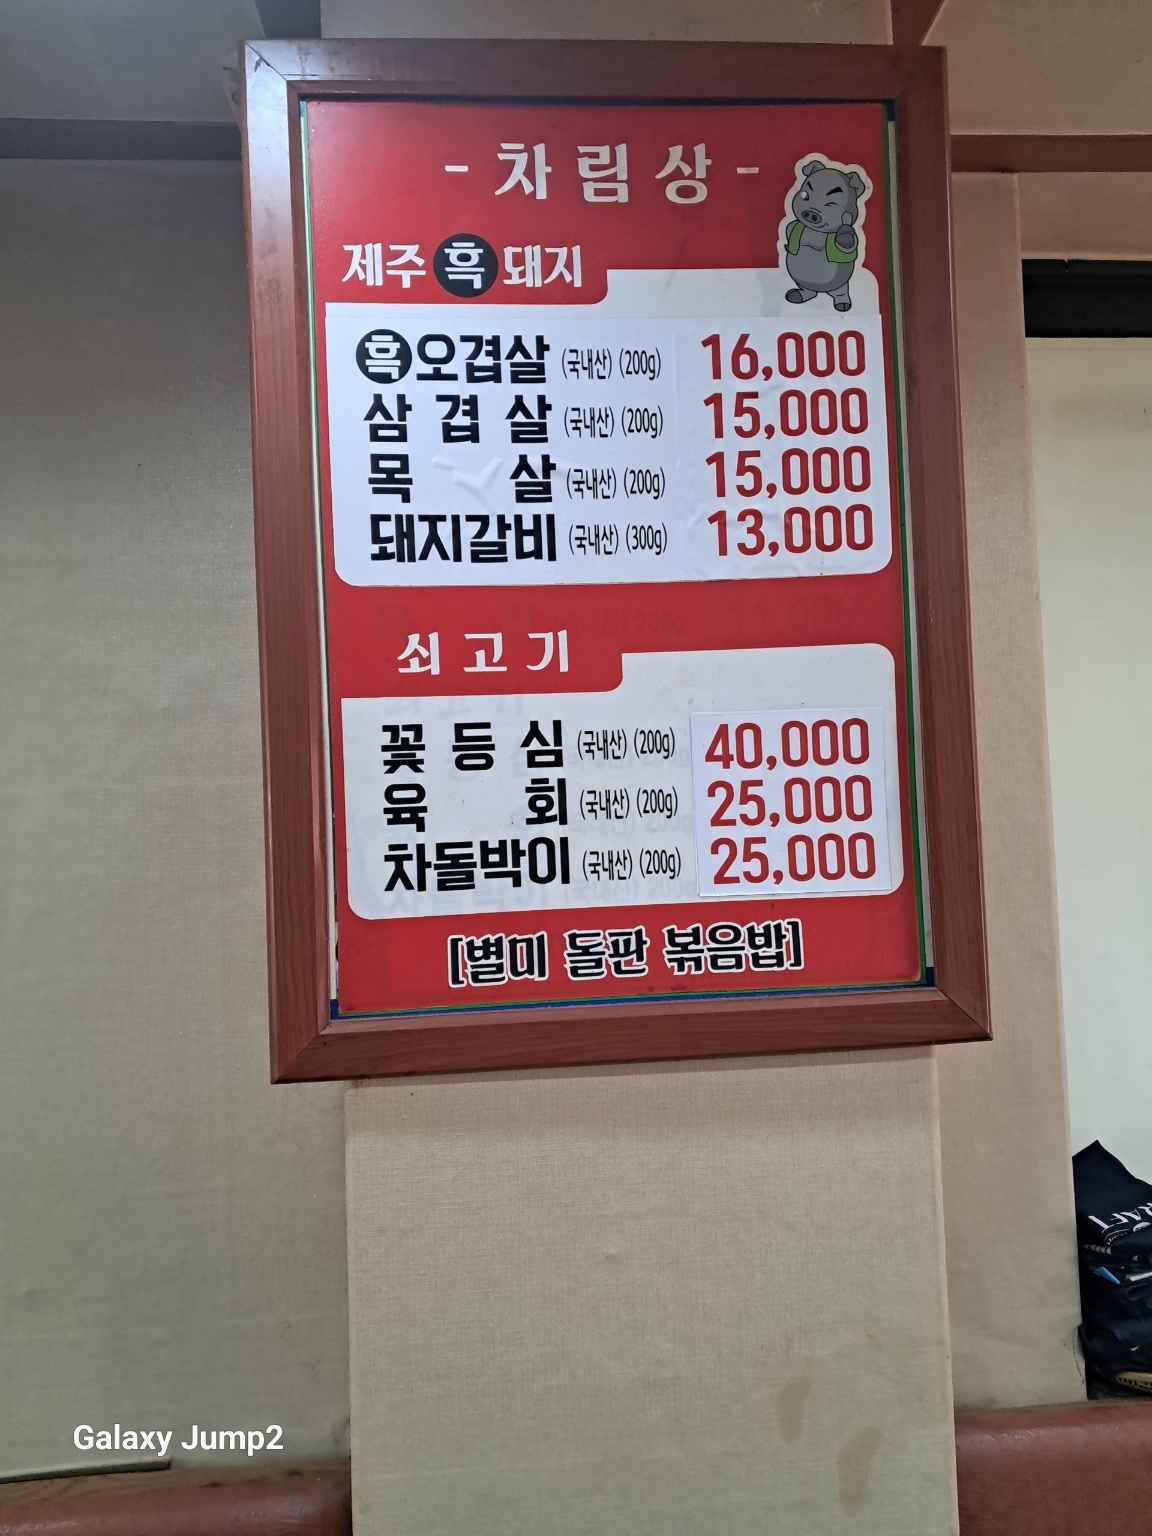 - 차림상 -
제주 흑 돼지
흑오겹살 (국내산) (200g) 16,000
삼겹살 (국내산) (200g) 15,000
목살 (국내산) (200g) 15,000
돼지갈비 (국내산) (300g) 13,000
쇠고기
꽃등심 (국내산) (200g) 40,000
육회 (국내산) (200g) 25,000
차돌박이 (국내산) (200g) 25,000
[별미 돌판 볶음밥]
Galaxy Jump2